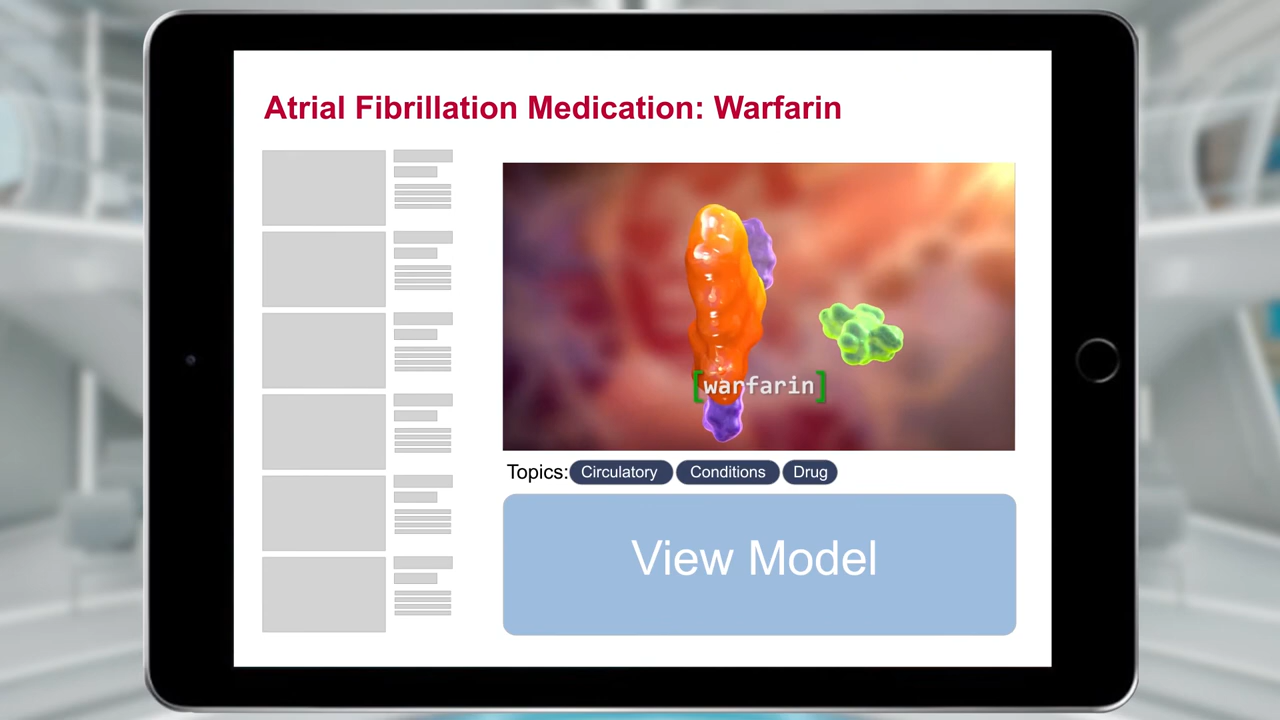 Atrial Fibrillation Medication: Warfarin
[warfarin]
Topics: Circulatory Conditions Drug
View Model